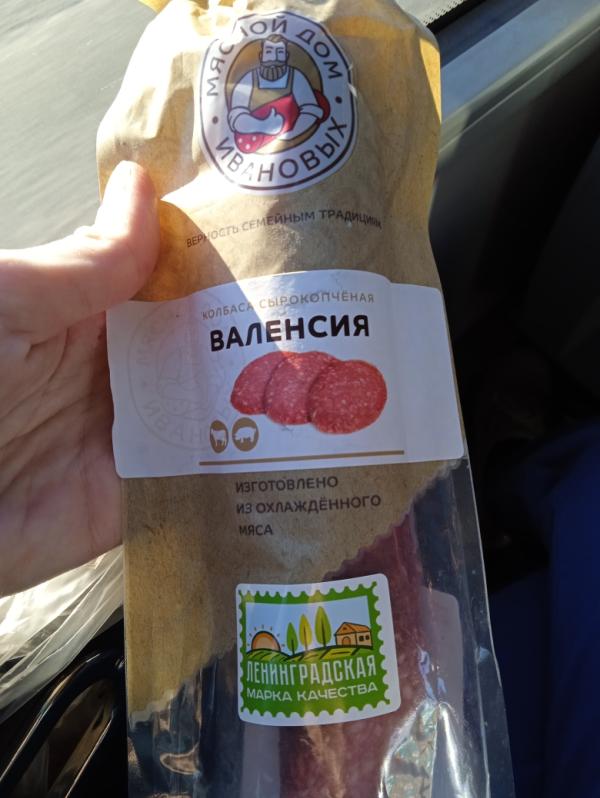 МЯСНОЙ ДОМ
ИВАНОВЫХ
ВЕРНОСТЬ СЕМЕЙНЫМ ТРАДИЦИЯМ
КОЛБАСА СЫРОКОПЧЁНАЯ
ВАЛЕНСИЯ
ИЗГОТОВЛЕНО
ИЗ ОХЛАЖДЁННОГО
МЯСА
ЛЕНИНГРАДСКАЯ
МАРКА КАЧЕСТВА